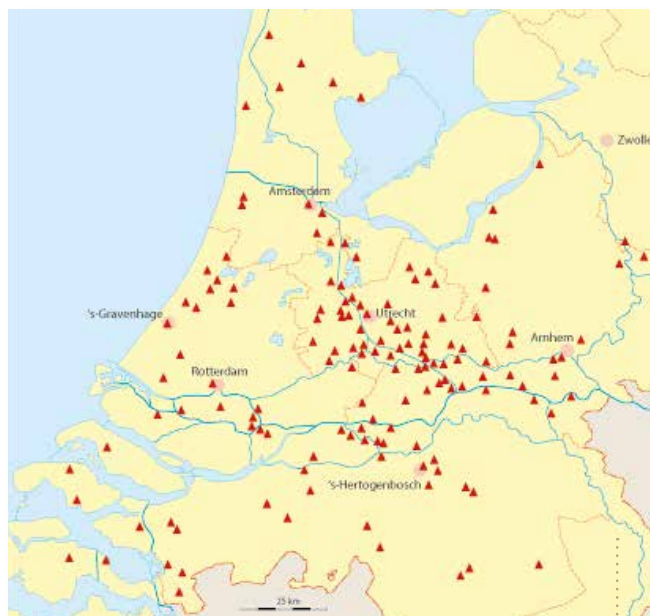 Zwolle
Amsterdam
's-Gravenhage
Utrecht
Arnhem
Rotterdam
's-Hertogenbosch
25 km